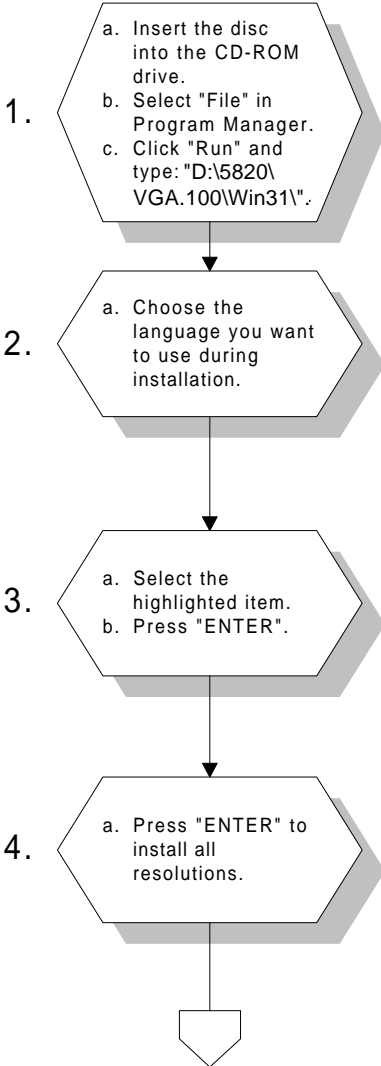 1.
a. Insert the disc
into the CD-ROM
drive.
b. Select "File" in
Program Manager.
c. Click "Run" and
type: "D:\5820\
VGA.100\Win31\".
2.
a. Choose the
language you want
to use during
installation.
3.
a. Select the
highlighted item.
b. Press "ENTER".
4.
a. Press "ENTER" to
install all
resolutions.